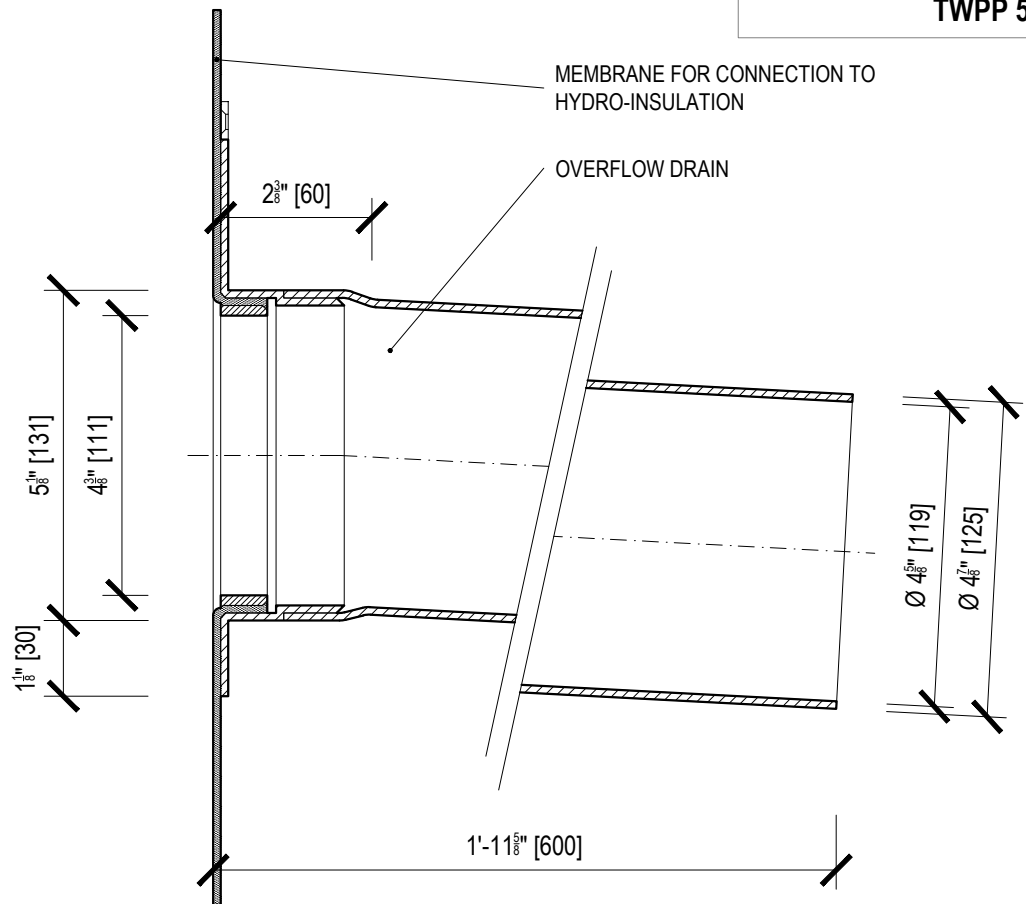 TWPP 5
MEMBRANE FOR CONNECTION TO
HYDRO-INSULATION
OVERFLOW DRAIN
2⅜" [60]
5⅛" [131]
4⅜" [111]
1⅛" [30]
Ø 4⅝" [119]
Ø 4⅞" [125]
1'-11⅝" [600]